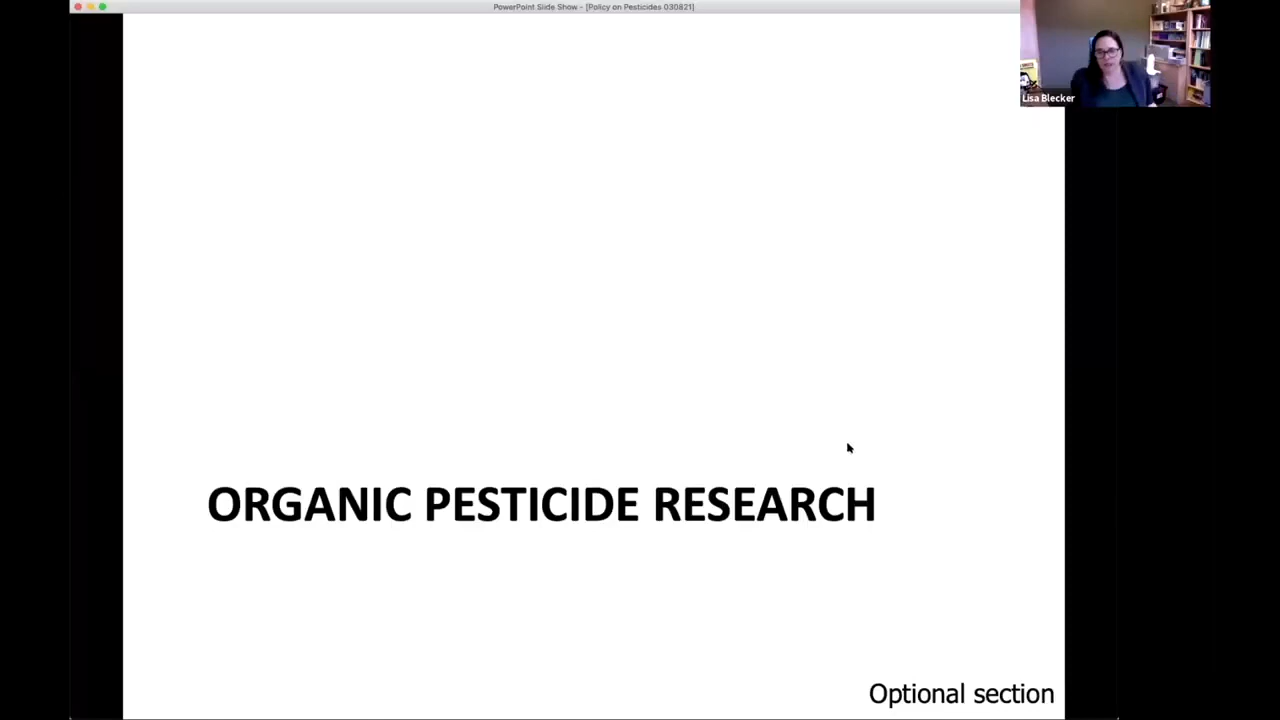 PowerPoint Slide Show - [Policy on Pesticides 030821]
Lisa Blecker
ORGANIC PESTICIDE RESEARCH
Optional section